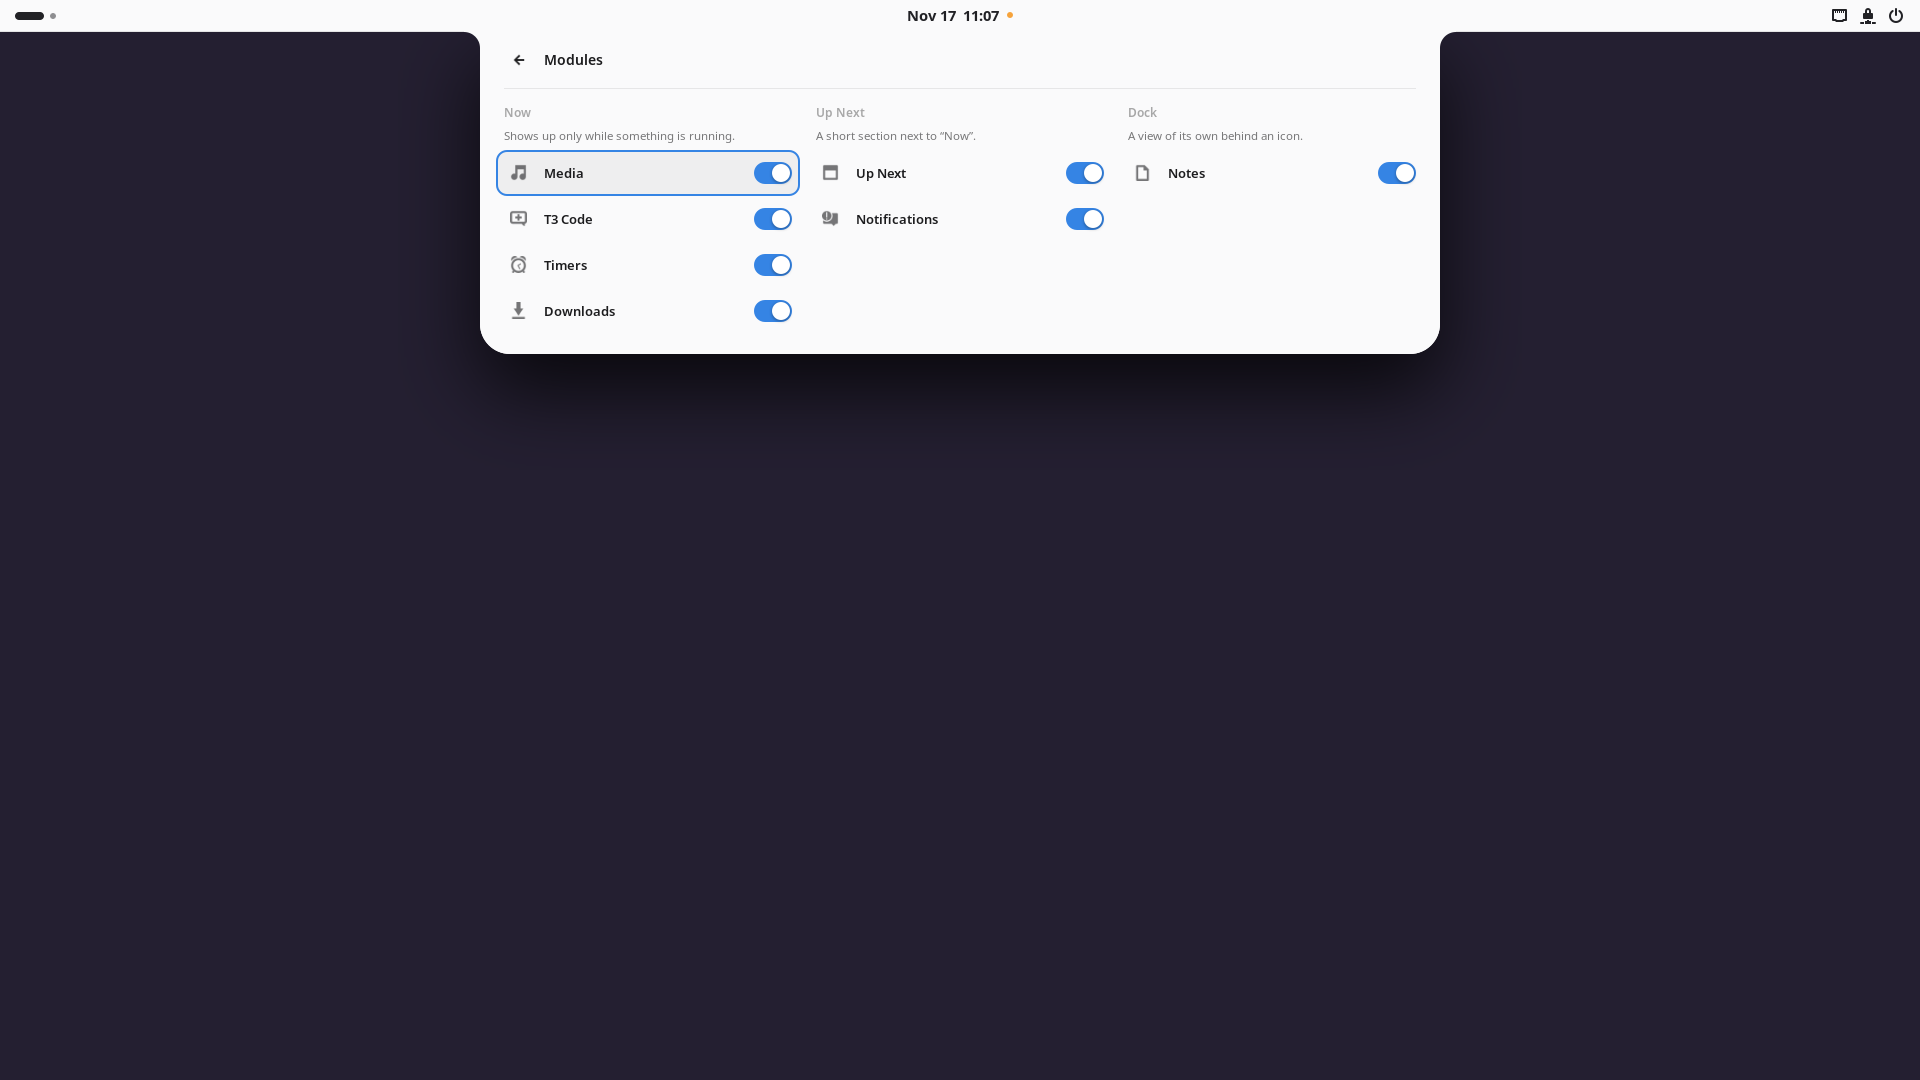 Nov 17 11:07
Modules
Now
Shows up only while something is running.
Media
T3 Code
Timers
Downloads
Up Next
A short section next to “Now”.
Up Next
Notifications
Dock
A view of its own behind an icon.
Notes